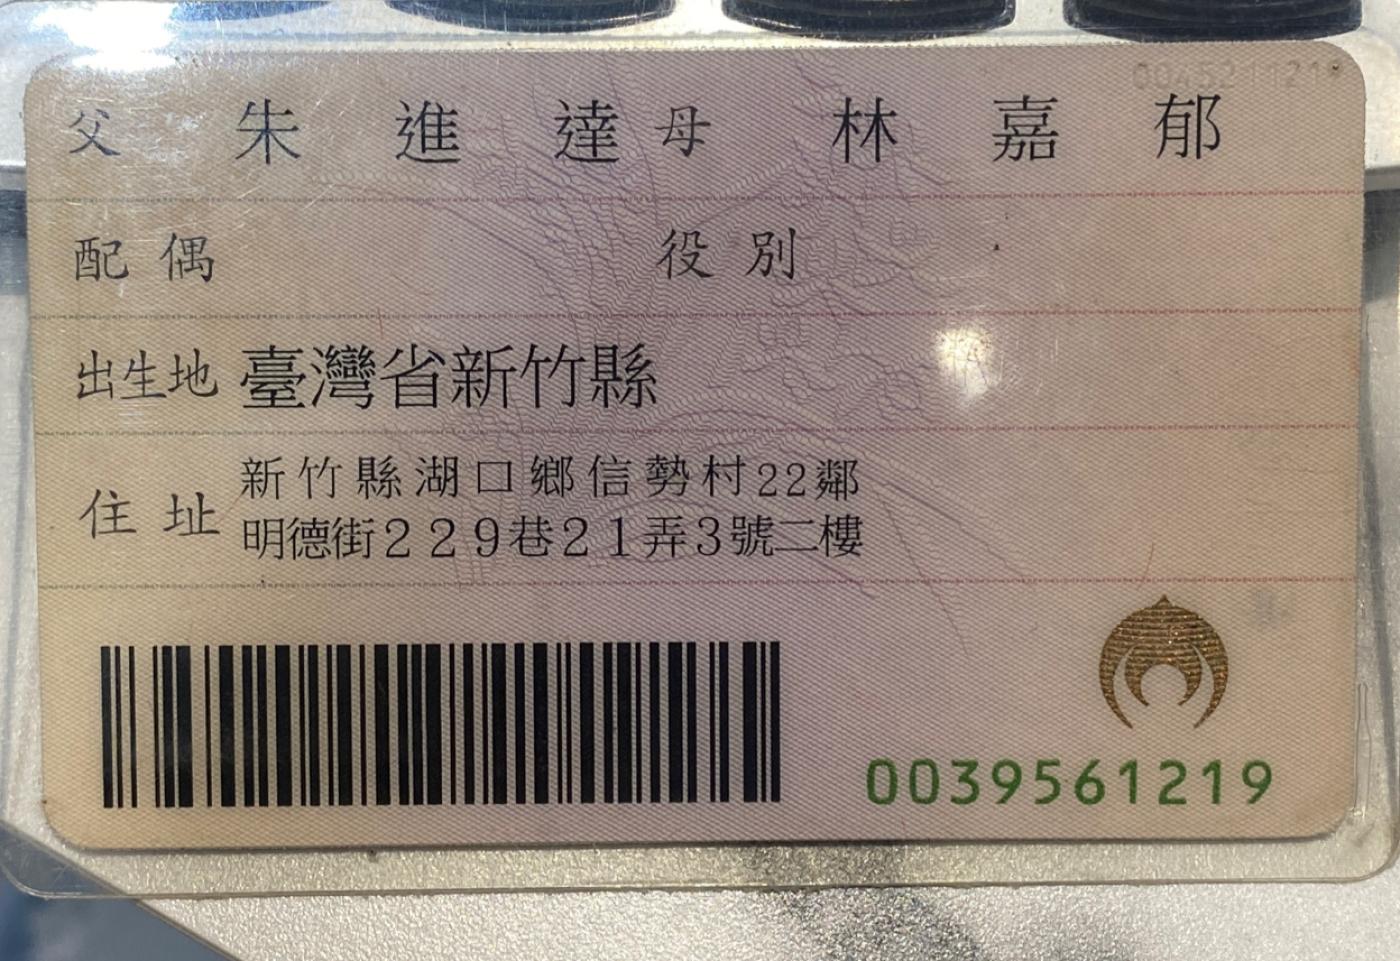 父 朱進達 母 林嘉郁
配偶 役別
出生地 臺灣省新竹縣
住址 新竹縣湖口鄉信勢村22鄰
明德街229巷21弄3號二樓
0039561219